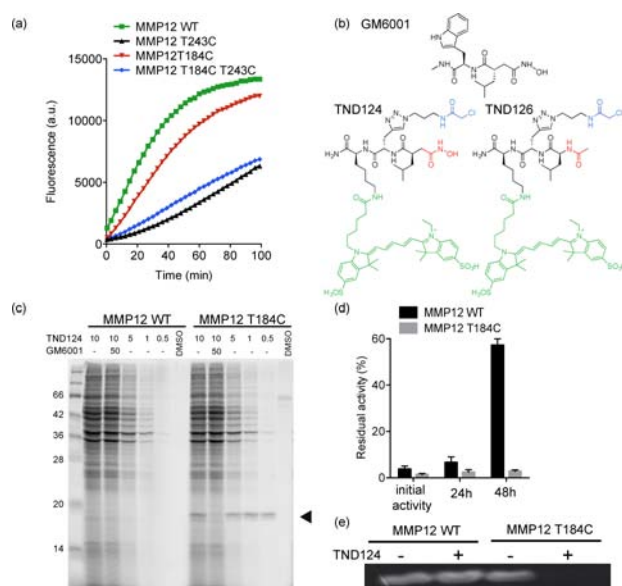 (a)
MMP12 WT
MMP12 T243C
MMP12T184C
MMP12 T184C T243C
Fluorescence (a.u.)
15000
10000
5000
0
0 20 40 60 80 100
Time (min)
(b)
GM6001
TND124
TND126
(c)
MMP12 WT MMP12 T184C
TND124 10 10 5 1 0.5 DMSO 10 10 5 1 0.5 DMSO
GM6001 - 50 - - - - 50 - - -
66
42
36
28
20
14
(d)
MMP12 WT
MMP12 T184C
Residual activity (%)
60
40
20
0
initial activity
24h
48h
(e)
MMP12 WT MMP12 T184C
TND124 - + - +